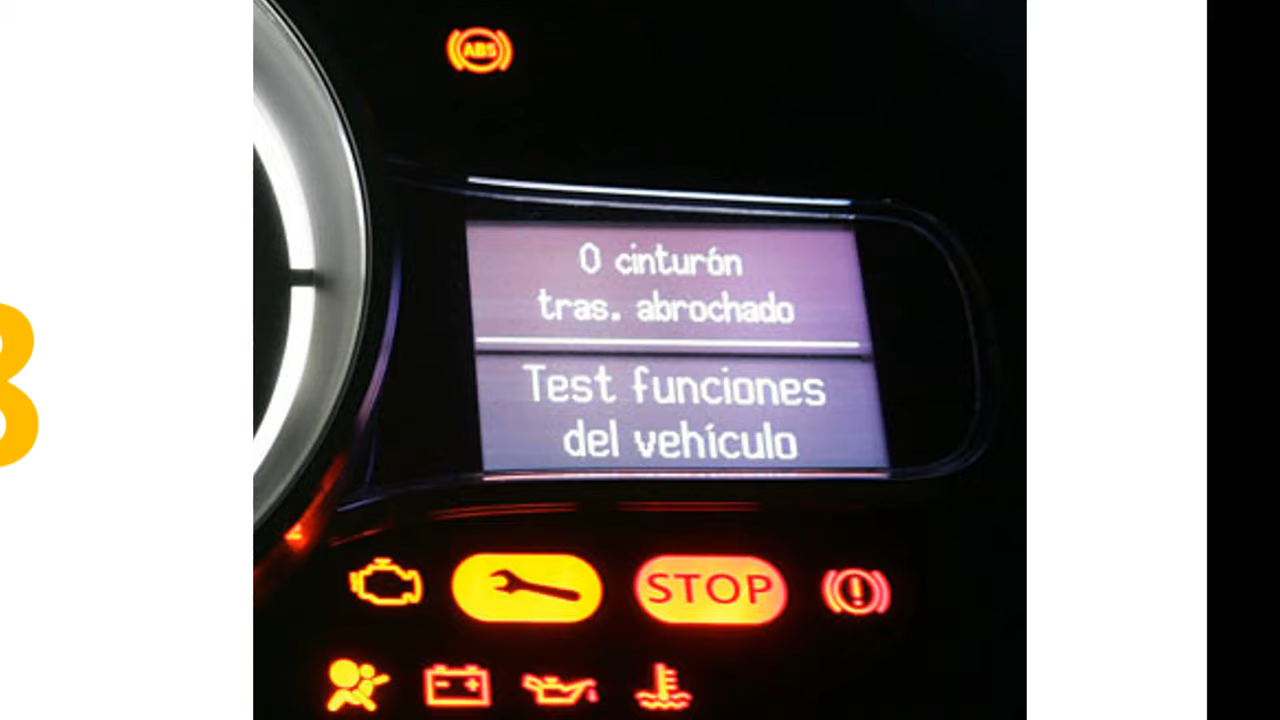 ABS
0 cinturón
tras. abrochado
Test funciones
del vehículo
STOP